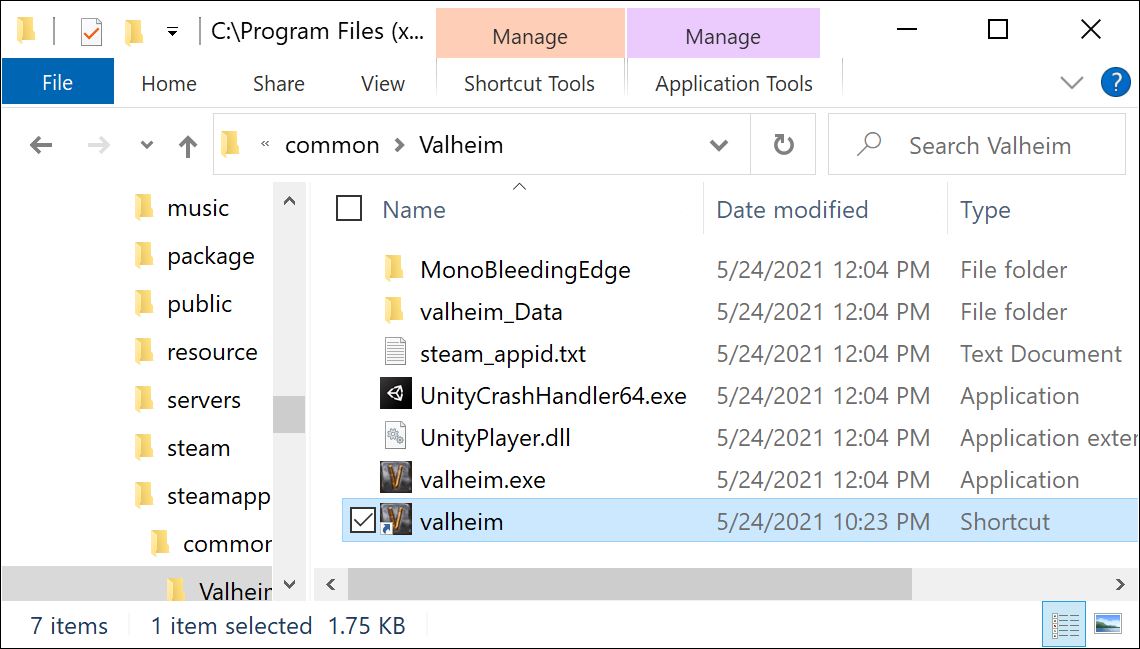 C:\Program Files (x... Manage Manage
File Home Share View Shortcut Tools Application Tools ?
« common > Valheim Search Valheim
music
package
public
resource
servers
steam
steamapp
common
Valheim
Name Date modified Type
MonoBleedingEdge 5/24/2021 12:04 PM File folder
valheim_Data 5/24/2021 12:04 PM File folder
steam_appid.txt 5/24/2021 12:04 PM Text Document
UnityCrashHandler64.exe 5/24/2021 12:04 PM Application
UnityPlayer.dll 5/24/2021 12:04 PM Application exter
valheim.exe 5/24/2021 12:04 PM Application
valheim 5/24/2021 10:23 PM Shortcut
7 items 1 item selected 1.75 KB